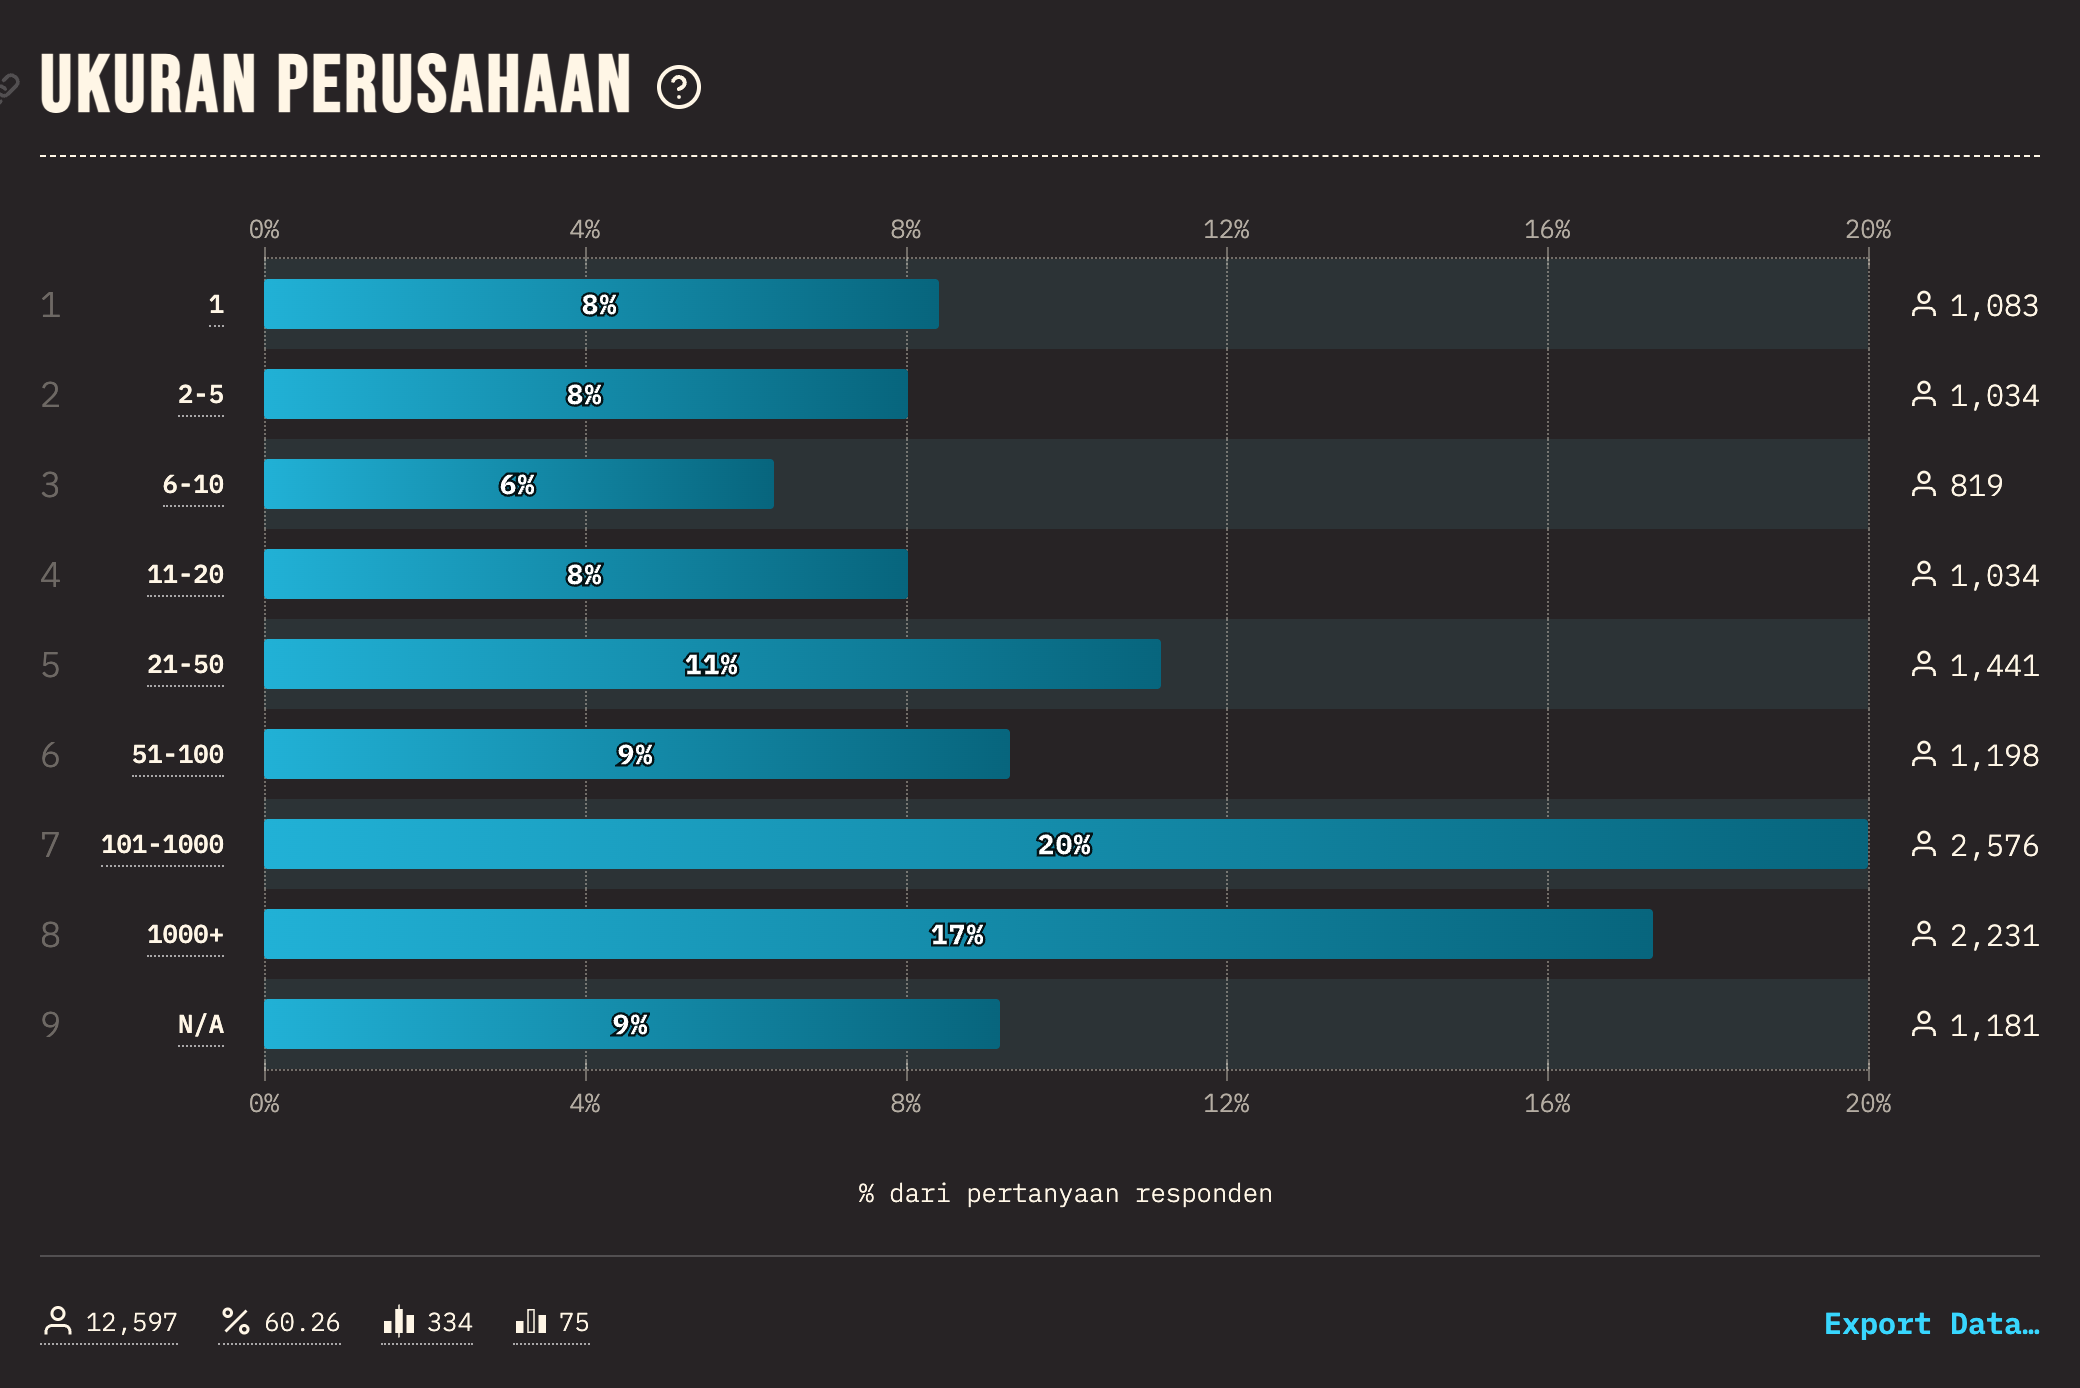 UKURAN PERUSAHAAN ?
0% 4% 8% 12% 16% 20%
1 1 8% 1,083
2 2-5 8% 1,034
3 6-10 6% 819
4 11-20 8% 1,034
5 21-50 11% 1,441
6 51-100 9% 1,198
7 101-1000 20% 2,576
8 1000+ 17% 2,231
9 N/A 9% 1,181
0% 4% 8% 12% 16% 20%
% dari pertanyaan responden
12,597 % 60.26 334 75 Export Data…